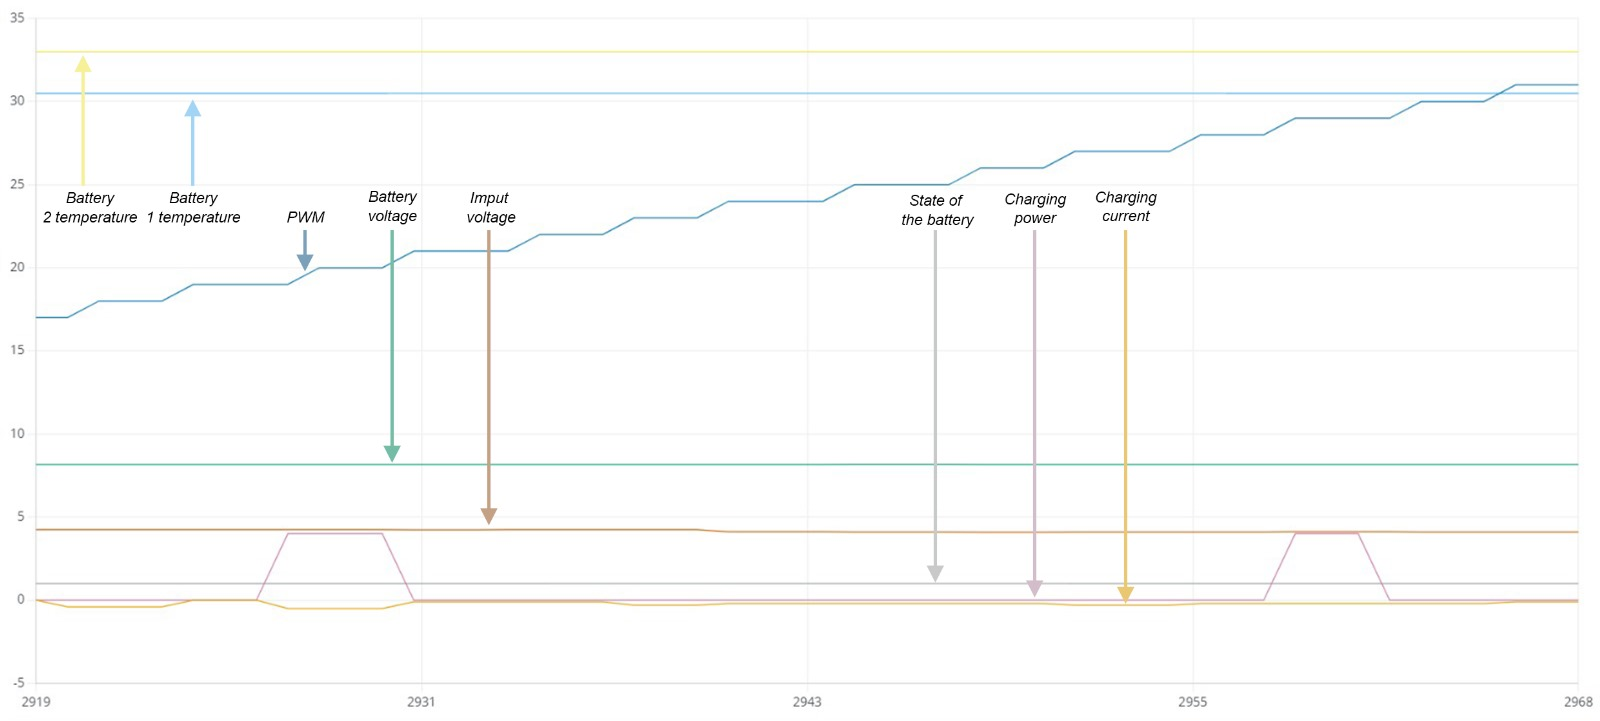 35
30
25
20
15
10
5
0
-5
Battery
2 temperature
Battery
1 temperature
PWM
Battery
voltage
Imput
voltage
State of
the battery
Charging
power
Charging
current
2919
2931
2943
2955
2968